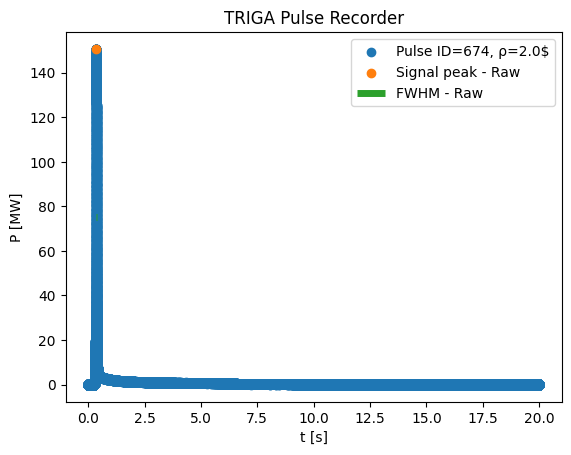 TRIGA Pulse Recorder
Pulse ID=674, ρ=2.0$
Signal peak - Raw
FWHM - Raw
P [MW]
140
120
100
80
60
40
20
0
0.0 2.5 5.0 7.5 10.0 12.5 15.0 17.5 20.0
t [s]